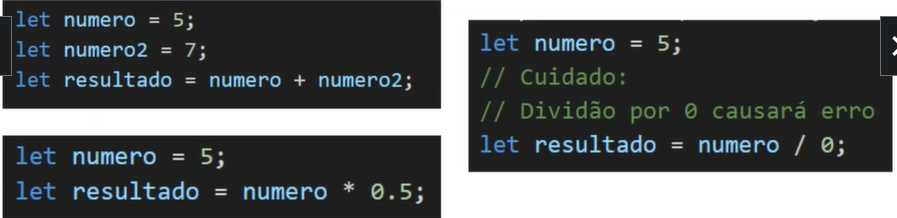 let numero = 5;
let numero2 = 7;
let resultado = numero + numero2;
let numero = 5;
let resultado = numero * 0.5;
let numero = 5;
// Cuidado:
// Dividão por 0 causará erro
let resultado = numero / 0;